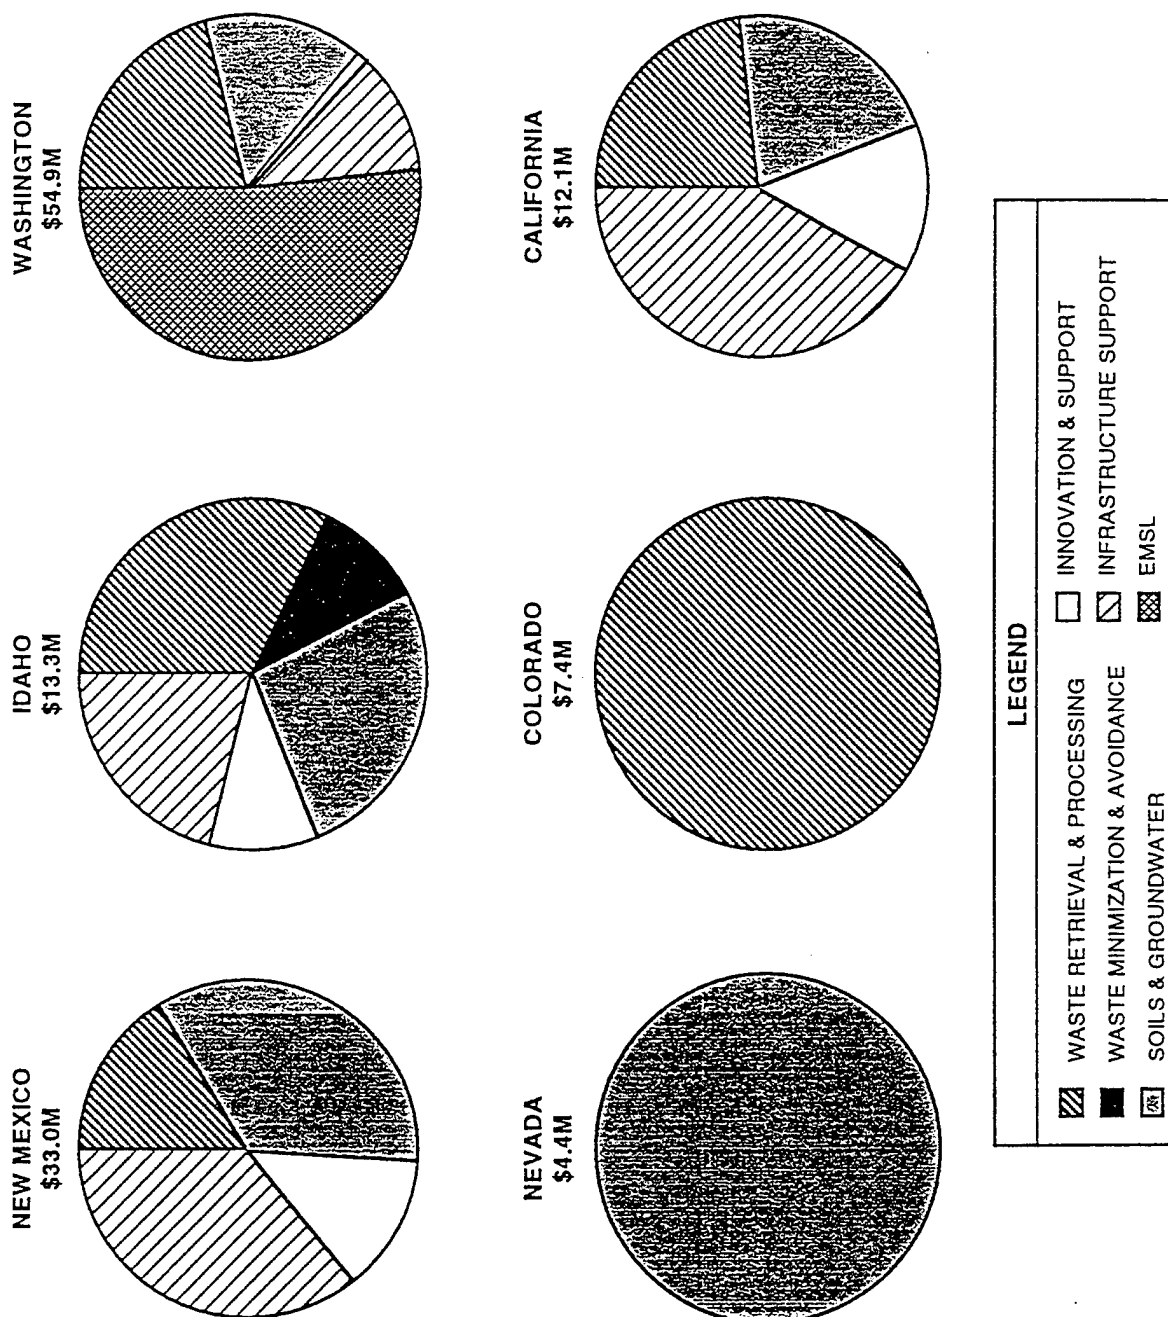 NEW MEXICO
$33.0M
IDAHO
$13.3M
WASHINGTON
$54.9M
NEVADA
$4.4M
COLORADO
$7.4M
CALIFORNIA
$12.1M
LEGEND
WASTE RETRIEVAL & PROCESSING
INNOVATION & SUPPORT
WASTE MINIMIZATION & AVOIDANCE
INFRASTRUCTURE SUPPORT
SOILS & GROUNDWATER
EMSL